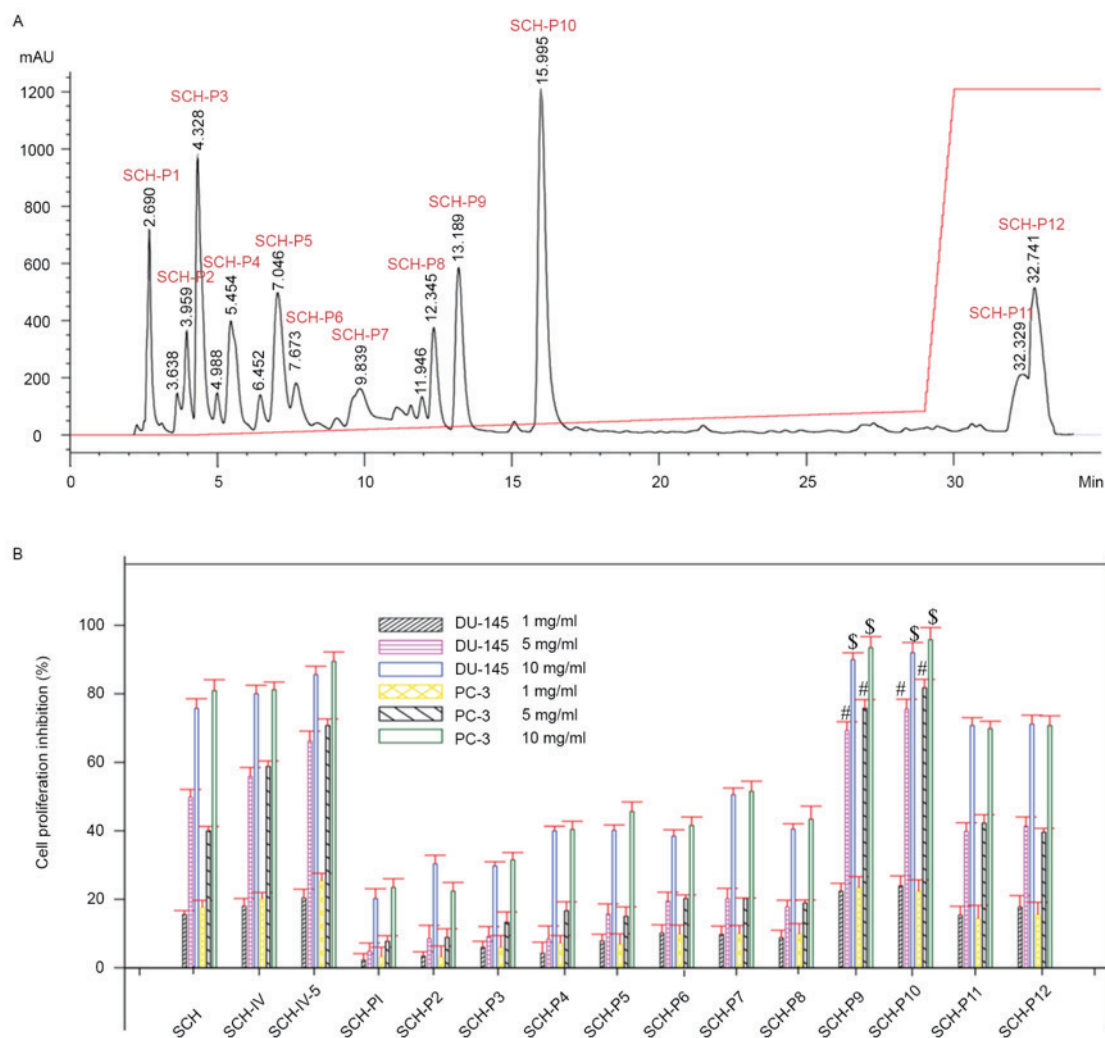 A
mAU
1200
1000
800
600
400
200
0
SCH-P1
2.690
3.638
SCH-P2
3.959
SCH-P3
4.328
4.988
SCH-P4
5.454
6.452
SCH-P5
7.046
SCH-P6
7.673
SCH-P7
9.839
11.946
SCH-P8
12.345
SCH-P9
13.189
SCH-P10
15.995
SCH-P11
32.329
SCH-P12
32.741
0 5 10 15 20 25 30 Min
B
Cell proliferation inhibition (%)
100
80
60
40
20
0
DU-145 1 mg/ml
DU-145 5 mg/ml
DU-145 10 mg/ml
PC-3 1 mg/ml
PC-3 5 mg/ml
PC-3 10 mg/ml
# $ # $
# $ # $
SCH
SCH-IV
SCH-IV-5
SCH-PI
SCH-P2
SCH-P3
SCH-P4
SCH-P5
SCH-P6
SCH-P7
SCH-P8
SCH-P9
SCH-P10
SCH-P11
SCH-P12